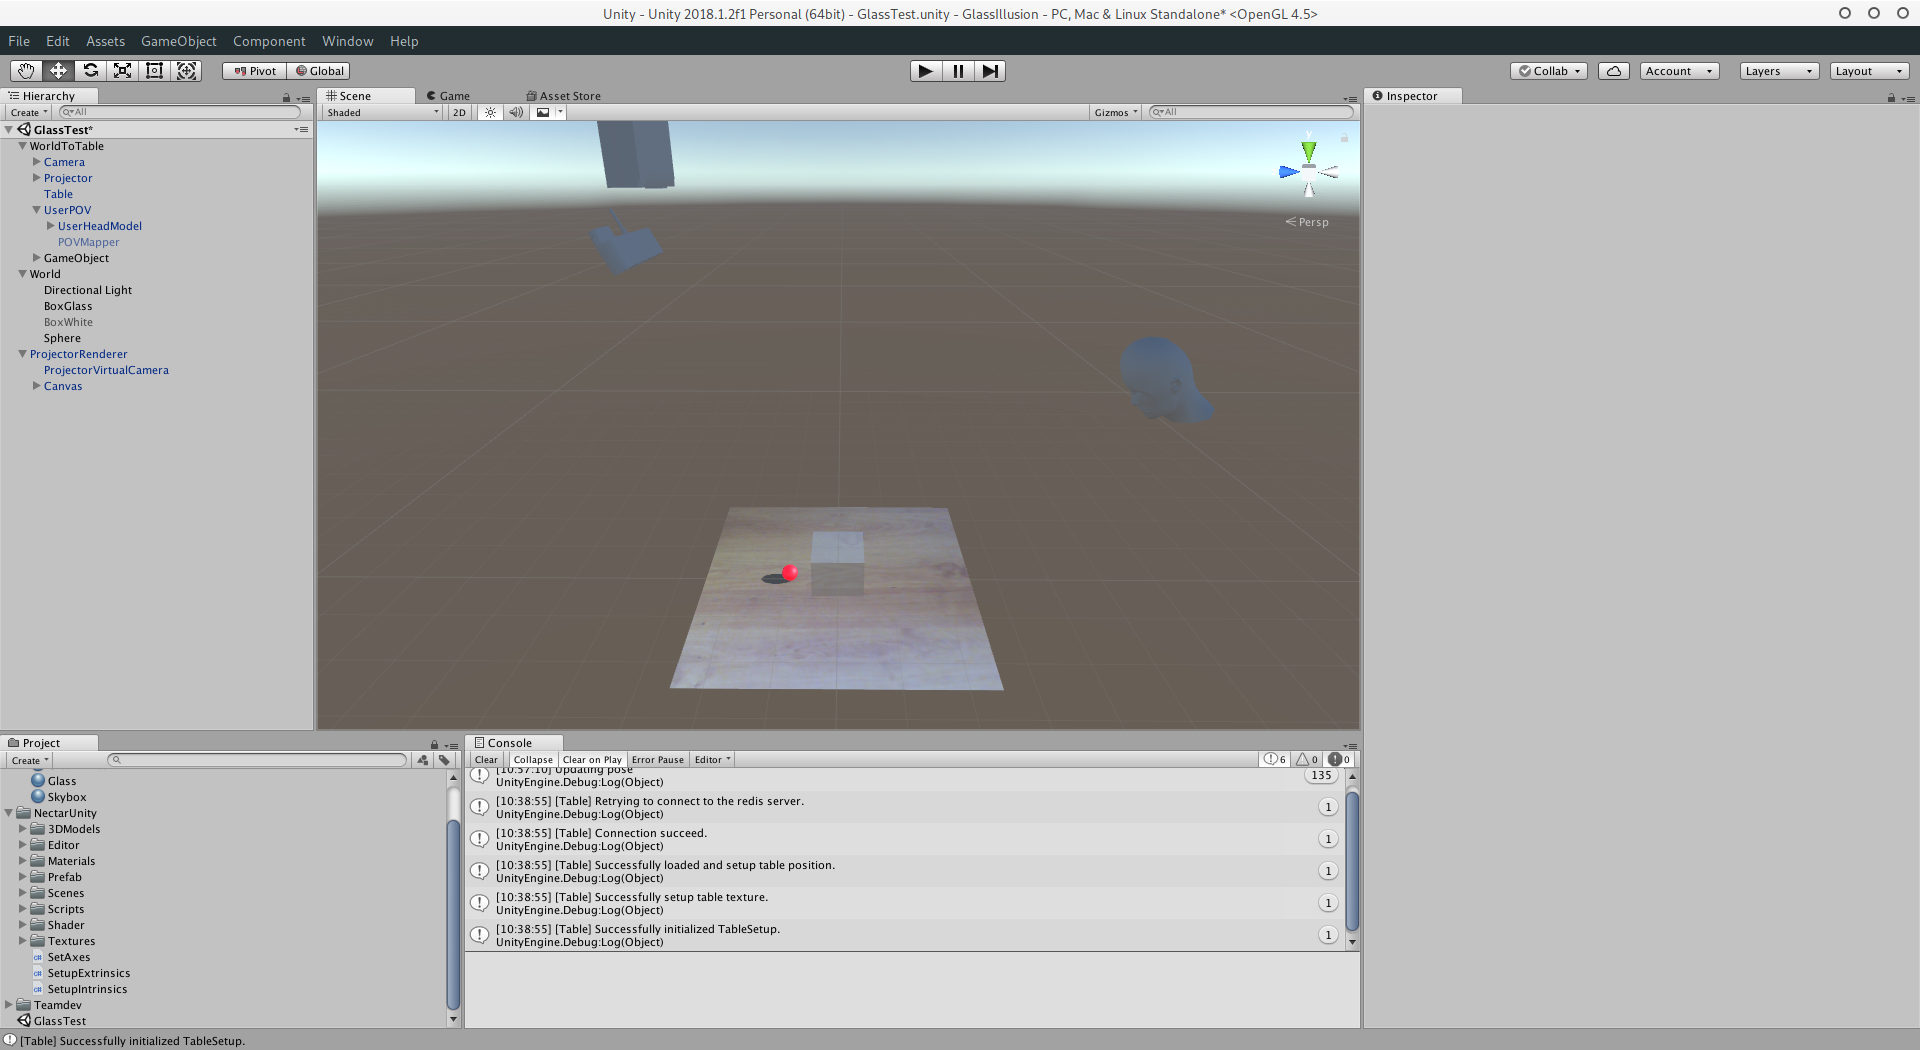 Unity - Unity 2018.1.2f1 Personal (64bit) - GlassTest.unity - GlassIllusion - PC, Mac & Linux Standalone* <OpenGL 4.5>
File Edit Assets GameObject Component Window Help
Pivot Global Collab Account Layers Layout
Hierarchy
Create All
GlassTest*
WorldToTable
Camera
Projector
Table
UserPOV
UserHeadModel
POVMapper
GameObject
World
Directional Light
BoxGlass
BoxWhite
Sphere
ProjectorRenderer
ProjectorVirtualCamera
Canvas
Scene Game Asset Store
Shaded 2D Gizmos All
y
Persp
Inspector
Project
Create
Glass
Skybox
NectarUnity
3DModels
Editor
Materials
Prefab
Scenes
Scripts
Shader
Textures
SetAxes
SetupExtrinsics
SetupIntrinsics
Teamdev
GlassTest
Console
Clear Collapse Clear on Play Error Pause Editor 6 0 0
[10:37:10] Updating pose
UnityEngine.Debug:Log(Object) 135
[10:38:55] [Table] Retrying to connect to the redis server.
UnityEngine.Debug:Log(Object) 1
[10:38:55] [Table] Connection succeed.
UnityEngine.Debug:Log(Object) 1
[10:38:55] [Table] Successfully loaded and setup table position.
UnityEngine.Debug:Log(Object) 1
[10:38:55] [Table] Successfully setup table texture.
UnityEngine.Debug:Log(Object) 1
[10:38:55] [Table] Successfully initialized TableSetup.
UnityEngine.Debug:Log(Object) 1
[Table] Successfully initialized TableSetup.